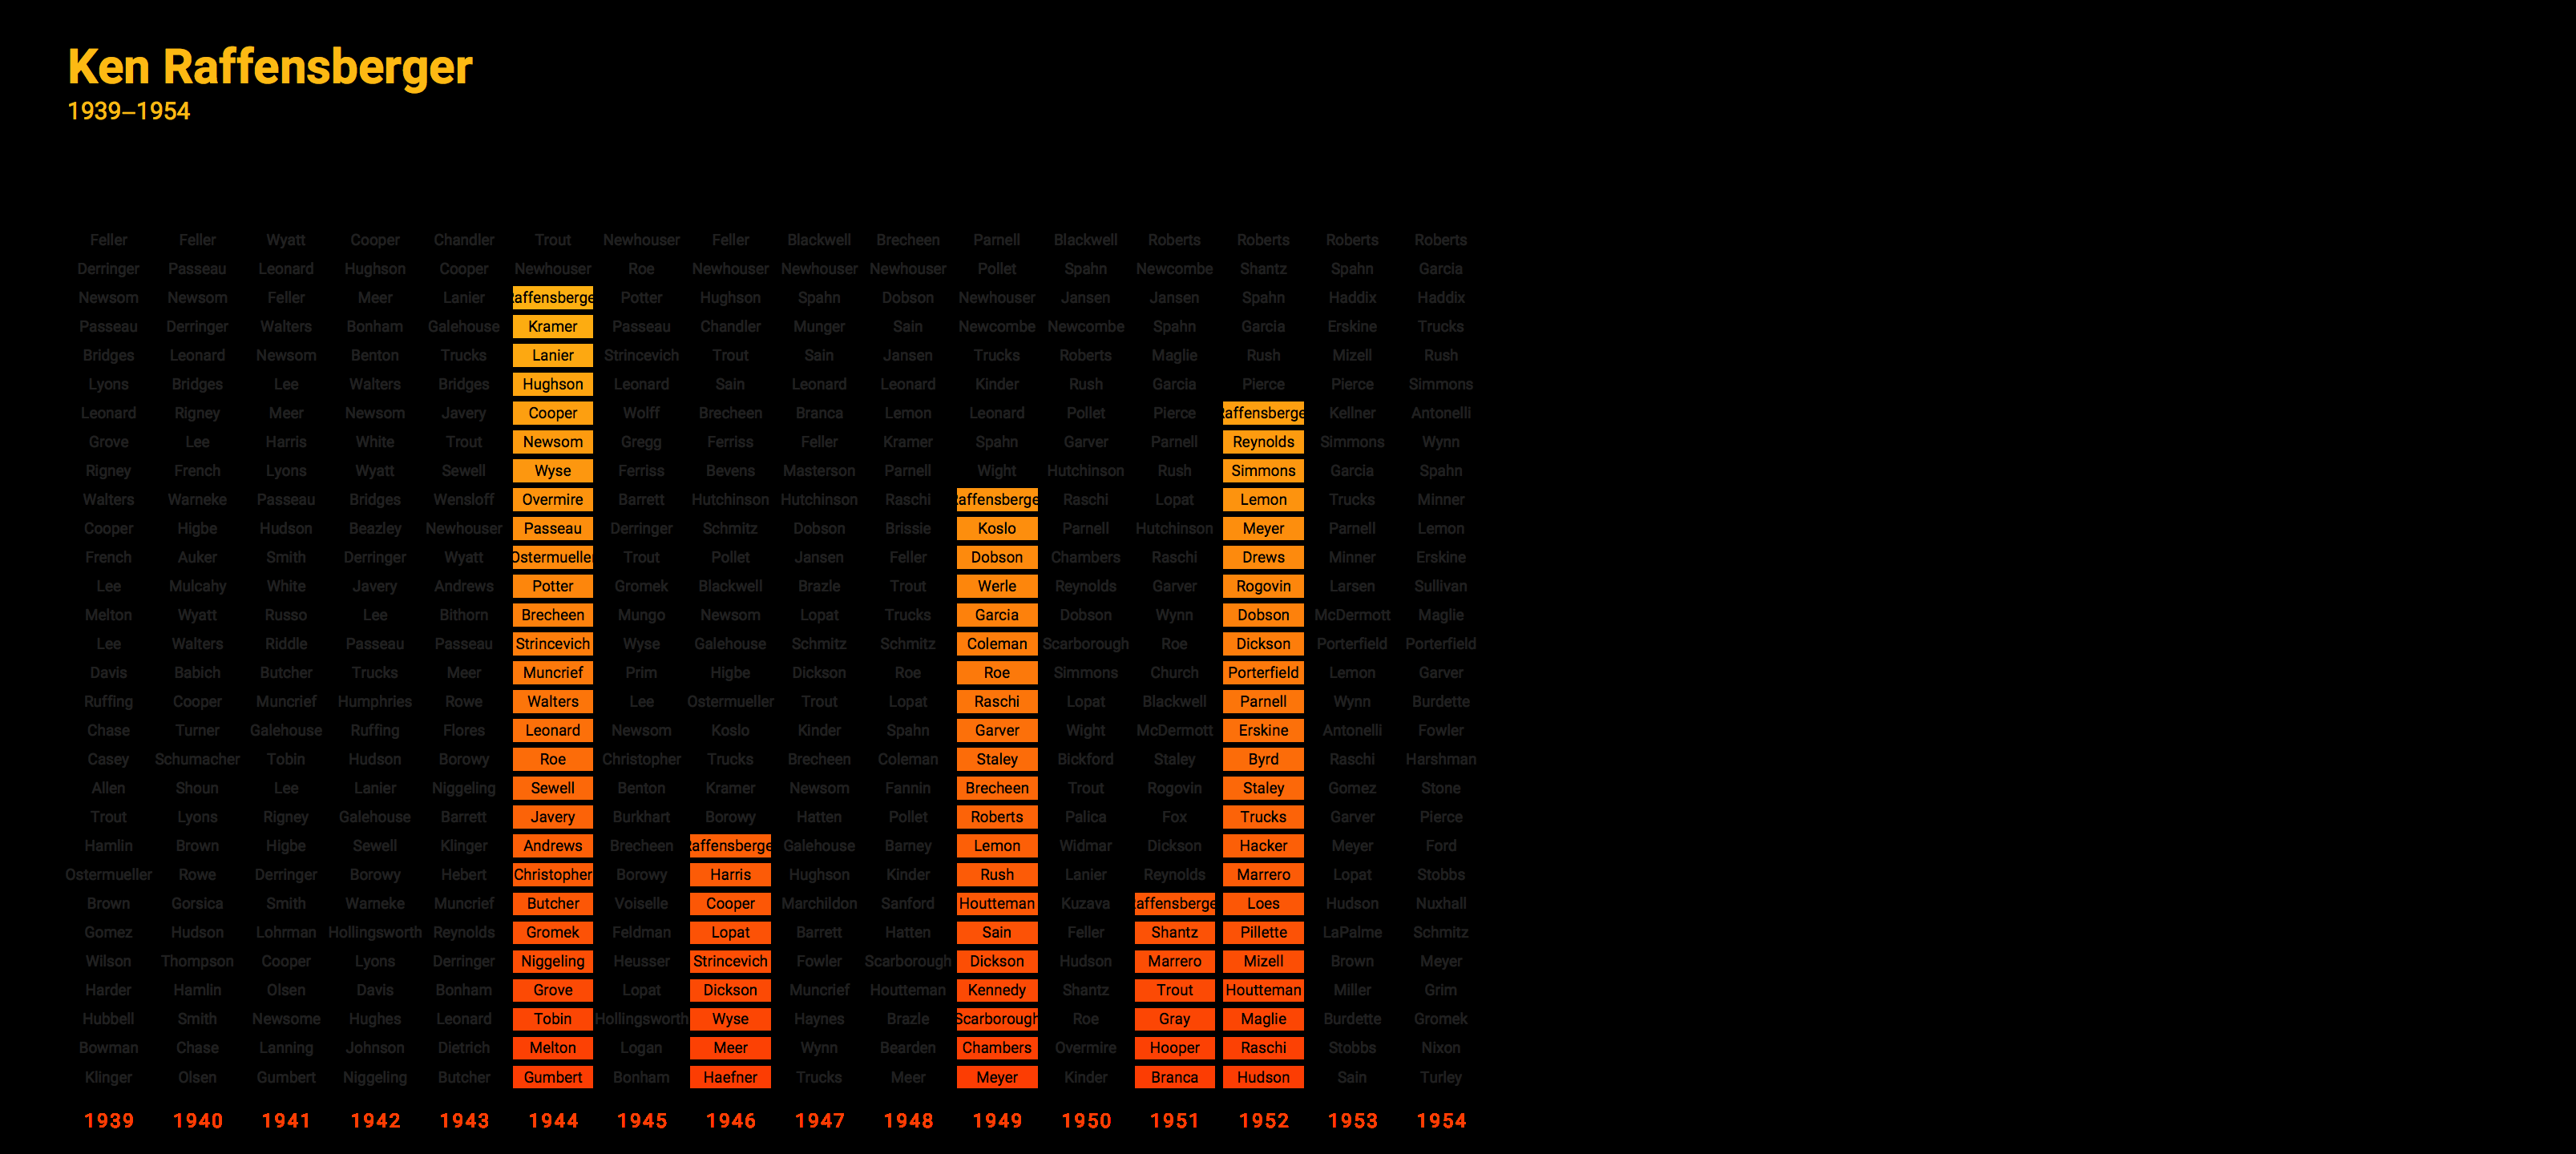 Ken Raffensberger
1939–1954
Feller Feller Wyatt Cooper Chandler Trout Newhouser Feller Blackwell Brecheen Parnell Blackwell Roberts Roberts Roberts Roberts
Derringer Passeau Leonard Hughson Cooper Newhouser Roe Newhouser Newhouser Newhouser Pollet Spahn Newcombe Shantz Spahn Garcia
Newsom Newsom Feller Meer Lanier affensberge Potter Hughson Spahn Dobson Newhouser Jansen Jansen Spahn Haddix Haddix
Passeau Derringer Walters Bonham Galehouse Kramer Passeau Chandler Munger Sain Newcombe Newcombe Spahn Garcia Erskine Trucks
Bridges Leonard Newsom Benton Trucks Lanier Strincevich Trout Sain Jansen Trucks Roberts Maglie Rush Mizell Rush
Lyons Bridges Lee Walters Bridges Hughson Leonard Sain Leonard Leonard Kinder Rush Garcia Pierce Pierce Simmons
Leonard Rigney Meer Newsom Javery Cooper Wolff Brecheen Branca Lemon Leonard Pollet Pierce affensberge Kellner Antonelli
Grove Lee Harris White Trout Newsom Gregg Ferriss Feller Kramer Spahn Garver Parnell Reynolds Simmons Wynn
Rigney French Lyons Wyatt Sewell Wyse Ferriss Bevens Masterson Parnell Wight Hutchinson Rush Simmons Garcia Spahn
Walters Warneke Passeau Bridges Wensloff Overmire Barrett Hutchinson Hutchinson Raschi affensberge Raschi Lopat Lemon Trucks Minner
Cooper Higbe Hudson Beazley Newhouser Passeau Derringer Schmitz Dobson Brissie Koslo Parnell Hutchinson Meyer Parnell Lemon
French Auker Smith Derringer Wyatt Ostermueller Trout Pollet Jansen Feller Dobson Chambers Raschi Drews Minner Erskine
Lee Mulcahy White Javery Andrews Potter Gromek Blackwell Brazle Trout Werle Reynolds Garver Rogovin Larsen Sullivan
Melton Wyatt Russo Lee Bithorn Brecheen Mungo Newsom Lopat Trucks Garcia Dobson Wynn Dobson McDermott Maglie
Lee Walters Riddle Passeau Passeau Strincevich Wyse Galehouse Schmitz Schmitz Coleman Scarborough Roe Dickson Porterfield Porterfield
Davis Babich Butcher Trucks Meer Muncrief Prim Higbe Dickson Roe Roe Simmons Church Porterfield Lemon Garver
Ruffing Cooper Muncrief Humphries Rowe Walters Lee Ostermueller Trout Lopat Raschi Lopat Blackwell Parnell Wynn Burdette
Chase Turner Galehouse Ruffing Flores Leonard Newsom Koslo Kinder Spahn Garver Wight McDermott Erskine Antonelli Fowler
Casey Schumacher Tobin Hudson Borowy Roe Christopher Trucks Brecheen Coleman Staley Bickford Staley Byrd Raschi Harshman
Allen Shoun Lee Lanier Niggeling Sewell Benton Kramer Newsom Fannin Brecheen Trout Rogovin Staley Gomez Stone
Trout Lyons Rigney Galehouse Barrett Javery Burkhart Borowy Hatten Pollet Roberts Palica Fox Trucks Garver Pierce
Hamlin Brown Higbe Sewell Klinger Andrews Brecheen affensberge Galehouse Barney Lemon Widmar Dickson Hacker Meyer Ford
Ostermueller Rowe Derringer Borowy Hebert Christopher Borowy Harris Hughson Kinder Rush Lanier Reynolds Marrero Lopat Stobbs
Brown Gorsica Smith Warneke Muncrief Butcher Voiselle Cooper Marchildon Sanford Houtteman Kuzava affensberge Loes Hudson Nuxhall
Gomez Hudson Lohrman Hollingsworth Reynolds Gromek Feldman Lopat Barrett Hatten Sain Feller Shantz Pillette LaPalme Schmitz
Wilson Thompson Cooper Lyons Derringer Niggeling Heusser Strincevich Fowler Scarborough Dickson Hudson Marrero Mizell Brown Meyer
Harder Hamlin Olsen Davis Bonham Grove Lopat Dickson Muncrief Houtteman Kennedy Shantz Trout Houtteman Miller Grim
Hubbell Smith Newsome Hughes Leonard Tobin Hollingsworth Wyse Haynes Brazle Scarborough Roe Gray Maglie Burdette Gromek
Bowman Chase Lanning Johnson Dietrich Melton Logan Meer Wynn Bearden Chambers Overmire Hooper Raschi Stobbs Nixon
Klinger Olsen Gumbert Niggeling Butcher Gumbert Bonham Haefner Trucks Meer Meyer Kinder Branca Hudson Sain Turley
1939 1940 1941 1942 1943 1944 1945 1946 1947 1948 1949 1950 1951 1952 1953 1954